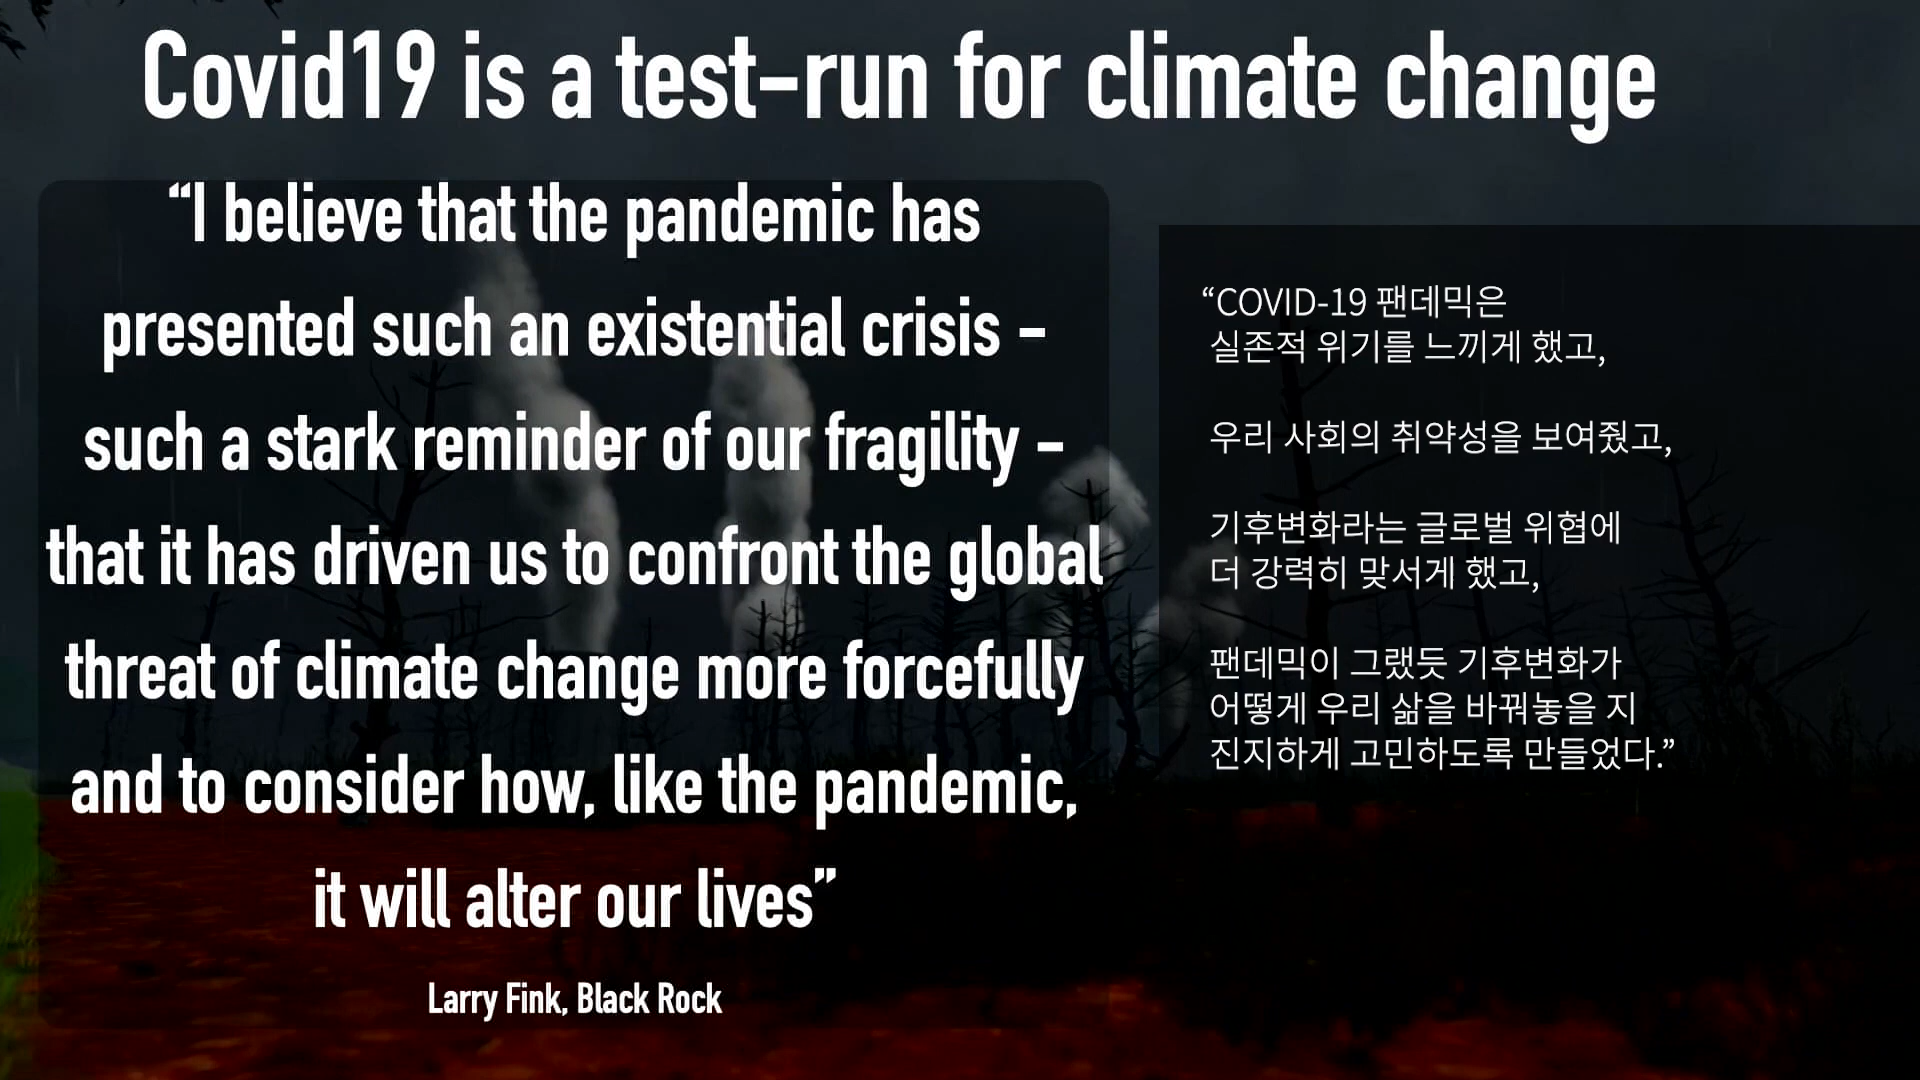 Covid19 is a test-run for climate change
“I believe that the pandemic has
presented such an existential crisis –
such a stark reminder of our fragility –
that it has driven us to confront the global
threat of climate change more forcefully
and to consider how, like the pandemic,
it will alter our lives”
Larry Fink, Black Rock
“COVID-19 팬데믹은
실존적 위기를 느끼게 했고,
우리 사회의 취약성을 보여줬고,
기후변화라는 글로벌 위협에
더 강력히 맞서게 했고,
팬데믹이 그랬듯 기후변화가
어떻게 우리 삶을 바꿔놓을 지
진지하게 고민하도록 만들었다.”